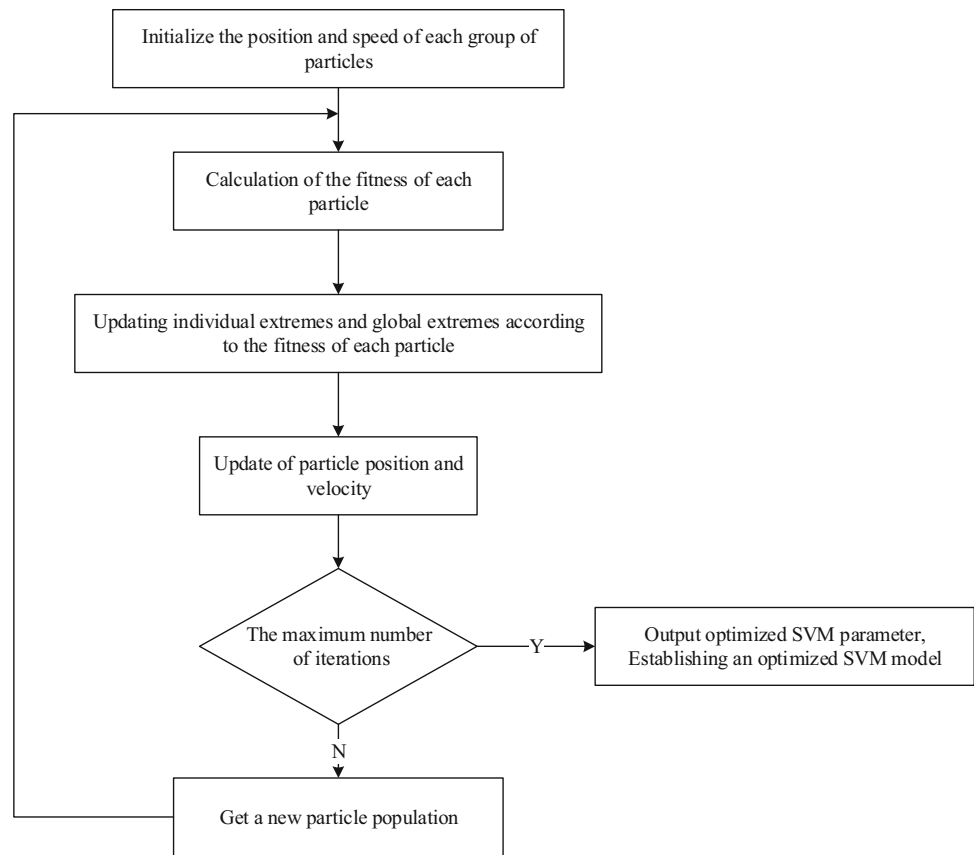 Initialize the position and speed of each group of
particles
Calculation of the fitness of each
particle
Updating individual extremes and global extremes according
to the fitness of each particle
Update of particle position and
velocity
The maximum number
of iterations
Y
Output optimized SVM parameter,
Establishing an optimized SVM model
N
Get a new particle population